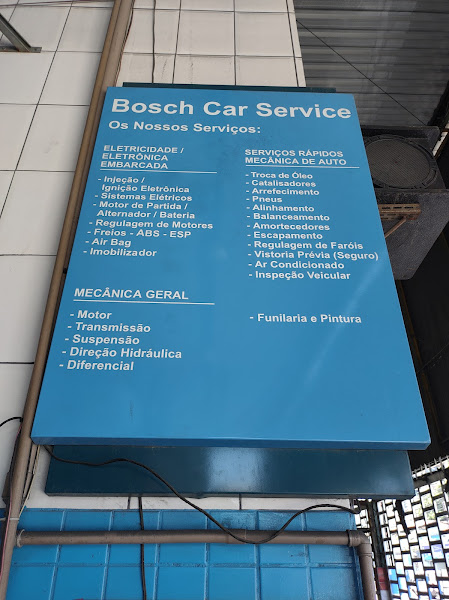 Bosch Car Service
Os Nossos Serviços:
ELETRICIDADE /
ELETRÔNICA
EMBARCADA
- Injeção /
Ignição Eletrônica
- Sistemas Elétricos
- Motor de Partida /
Alternador / Bateria
- Regulagem de Motores
- Freios - ABS - ESP
- Air Bag
- Imobilizador
MECÂNICA GERAL
- Motor
- Transmissão
- Suspensão
- Direção Hidráulica
- Diferencial
SERVIÇOS RÁPIDOS
MECÂNICA DE AUTO
- Troca de Óleo
- Catalisadores
- Arrefecimento
- Pneus
- Alinhamento
- Balanceamento
- Amortecedores
- Escapamento
- Regulagem de Faróis
- Vistoria Prévia (Seguro)
- Ar Condicionado
- Inspeção Veicular
- Funilaria e Pintura